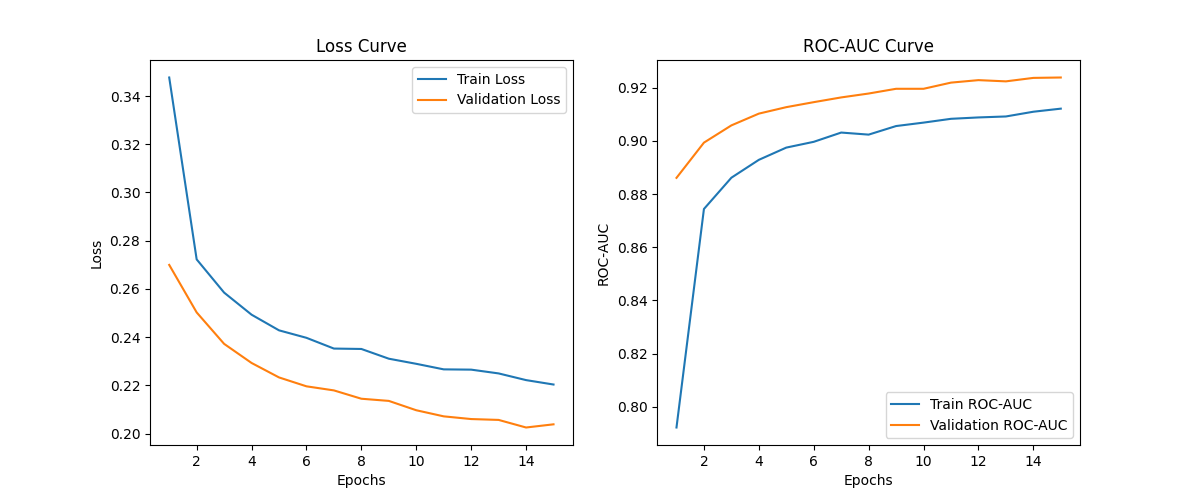 Loss Curve
Train Loss
Validation Loss
0.34
0.32
0.30
0.28
0.26
0.24
0.22
0.20
Loss
2 4 6 8 10 12 14
Epochs
ROC-AUC Curve
0.92
0.90
0.88
0.86
0.84
0.82
0.80
ROC-AUC
Train ROC-AUC
Validation ROC-AUC
2 4 6 8 10 12 14
Epochs